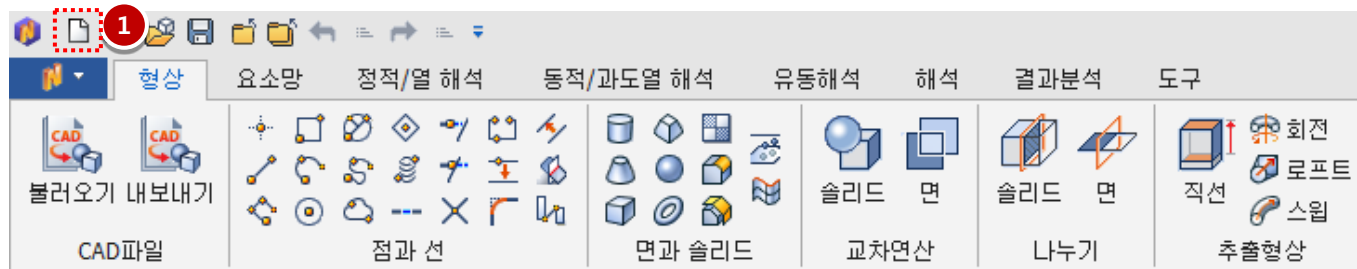 1
형상 요소망 정적/열 해석 동적/과도열 해석 유동해석 해석 결과분석 도구
CAD CAD
불러오기 내보내기 솔리드 면 솔리드 면 직선 회전
로프트
스윕
CAD파일 점과 선 면과 솔리드 교차연산 나누기 추출형상